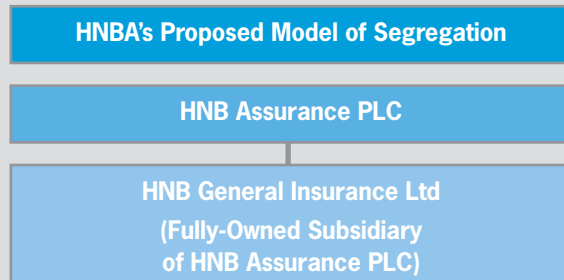 HNBA's Proposed Model of Segregation
HNB Assurance PLC
HNB General Insurance Ltd
(Fully-Owned Subsidiary
of HNB Assurance PLC)